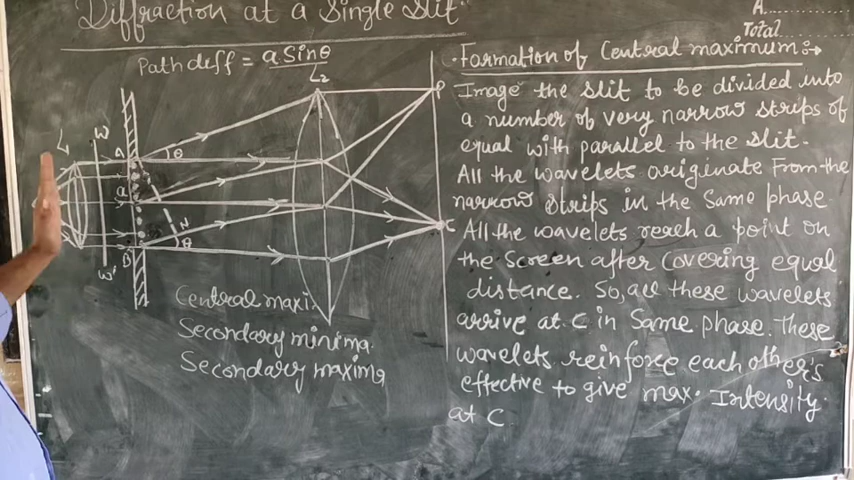 Diffraction at a Single Slit
A..............
Total..............
Path deff = a Sinθ
L2
P
L
W
A
θ
a
N
C
θ
B
W'
Central maxi.
Secondary minima.
Secondary maxima
Formation of Central maximum :→
Image the slit to be divided into
a number of very narrow strips of
equal with parallel to the slit.
All the wavelets originate From the
narrow strips in the Same phase.
All the wavelets reach a point on
the Screen after Covering equal
distance. So, all these wavelets
arrive at C in Same phase. These
wavelets reinforce each other's
effective to give max. Intensity.
at C